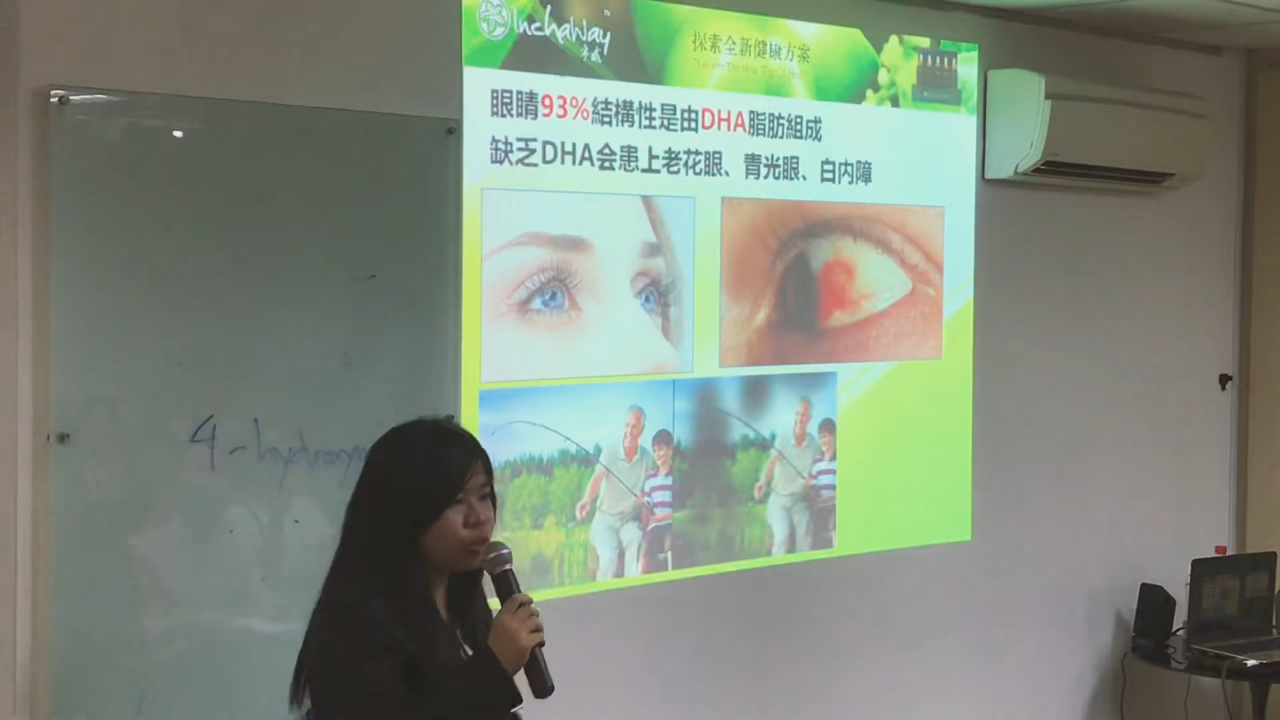 InchaWay
探索全新健康方案
眼睛93%結構性是由DHA脂肪組成
缺乏DHA会患上老花眼、青光眼、白内障
4-hydroxy